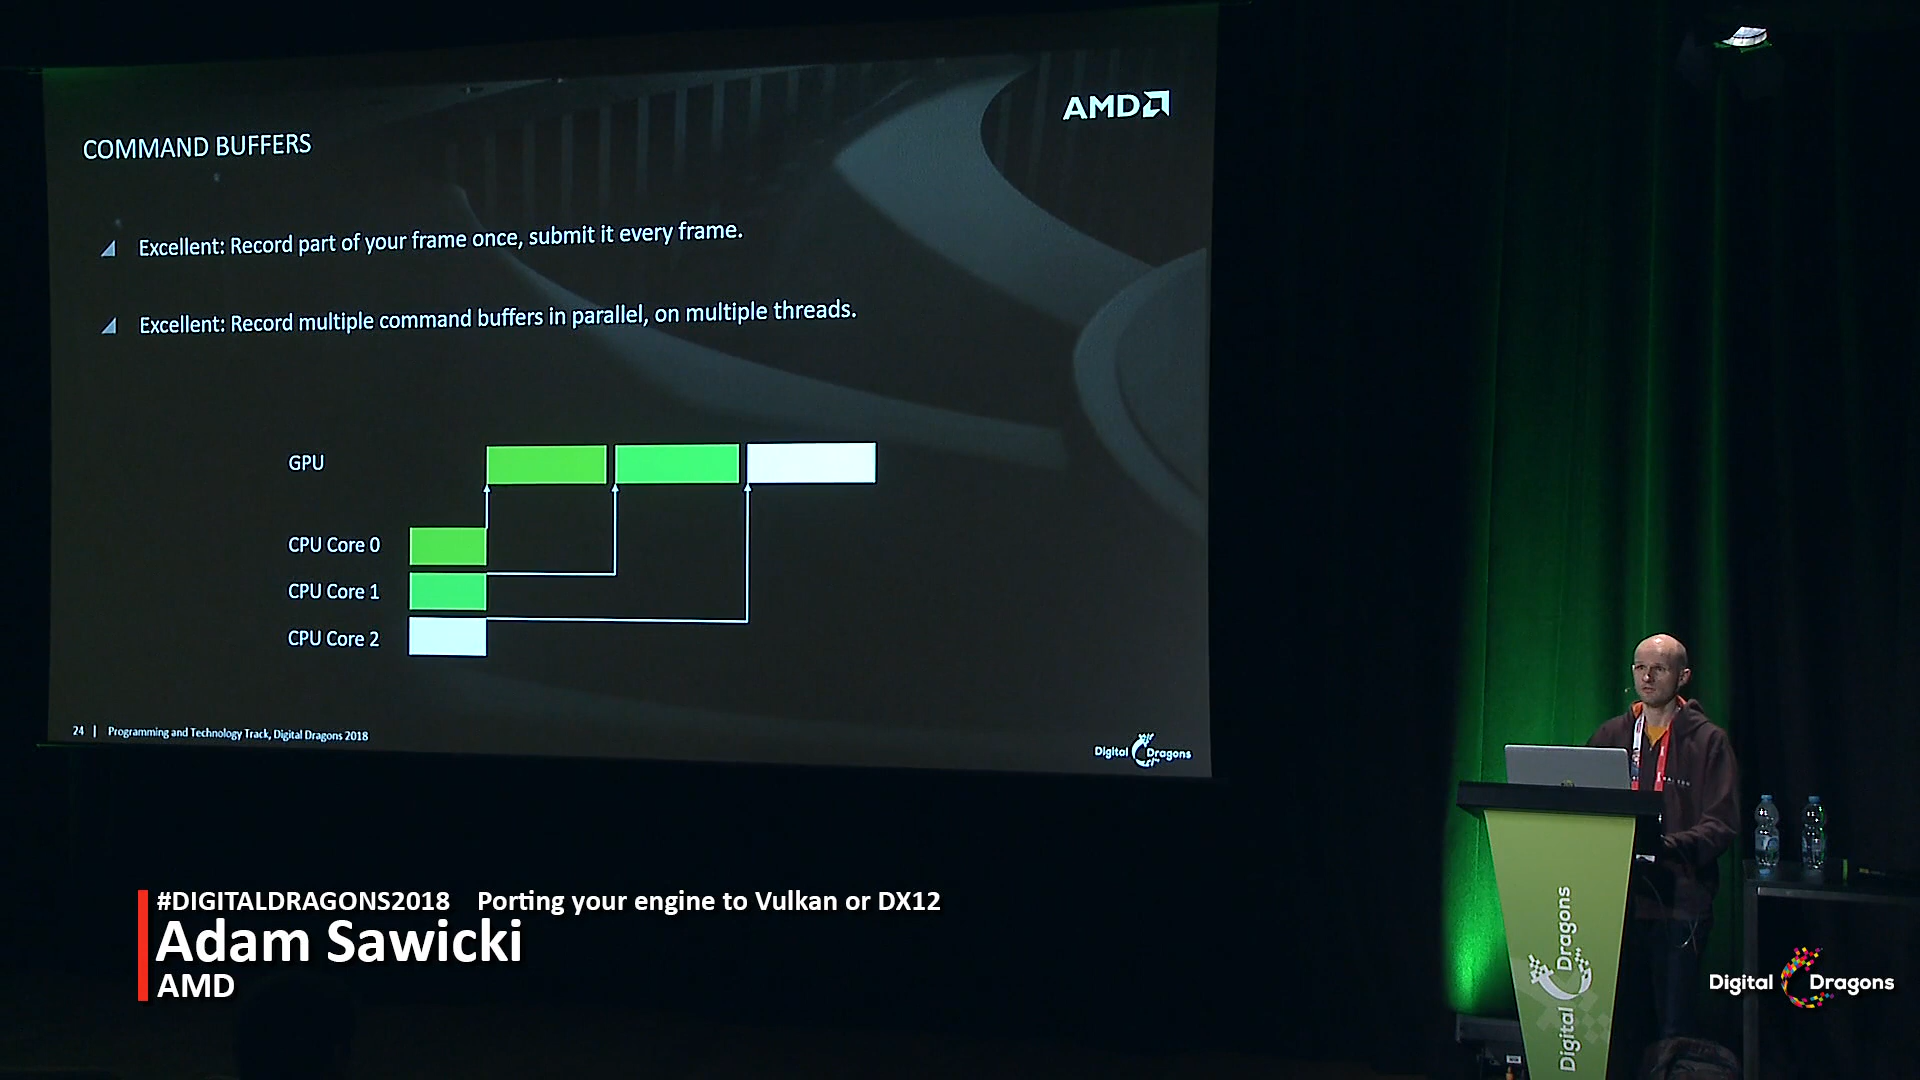 AMD
COMMAND BUFFERS
Excellent: Record part of your frame once, submit it every frame.
Excellent: Record multiple command buffers in parallel, on multiple threads.
GPU
CPU Core 0
CPU Core 1
CPU Core 2
24 | Programming and Technology Track, Digital Dragons 2018
Digital Dragons
#DIGITALDRAGONS2018 Porting your engine to Vulkan or DX12
Adam Sawicki
AMD
Digital Dragons
Digital Dragons